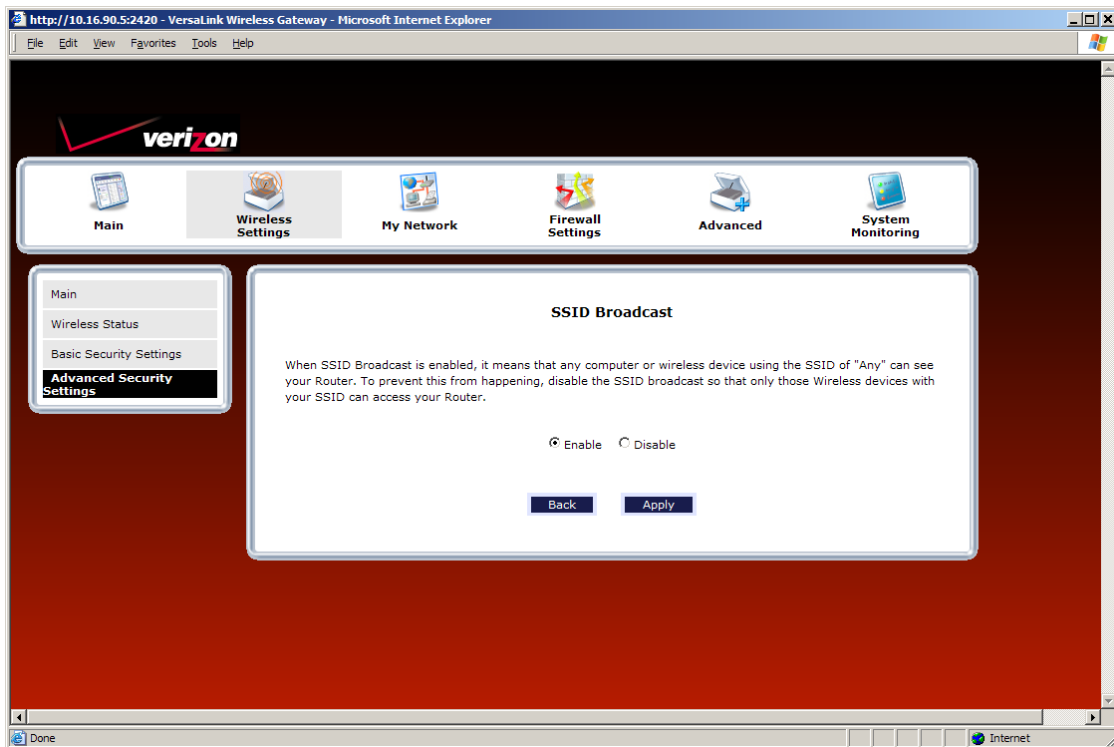 http://10.16.90.5:2420 - VersaLink Wireless Gateway - Microsoft Internet Explorer
File Edit View Favorites Tools Help
verizon
Main
Wireless
Settings
My Network
Firewall
Settings
Advanced
System
Monitoring
Main
Wireless Status
Basic Security Settings
Advanced Security
Settings
SSID Broadcast
When SSID Broadcast is enabled, it means that any computer or wireless device using the SSID of "Any" can see
your Router. To prevent this from happening, disable the SSID broadcast so that only those Wireless devices with
your SSID can access your Router.
Enable Disable
Back Apply
Done Internet